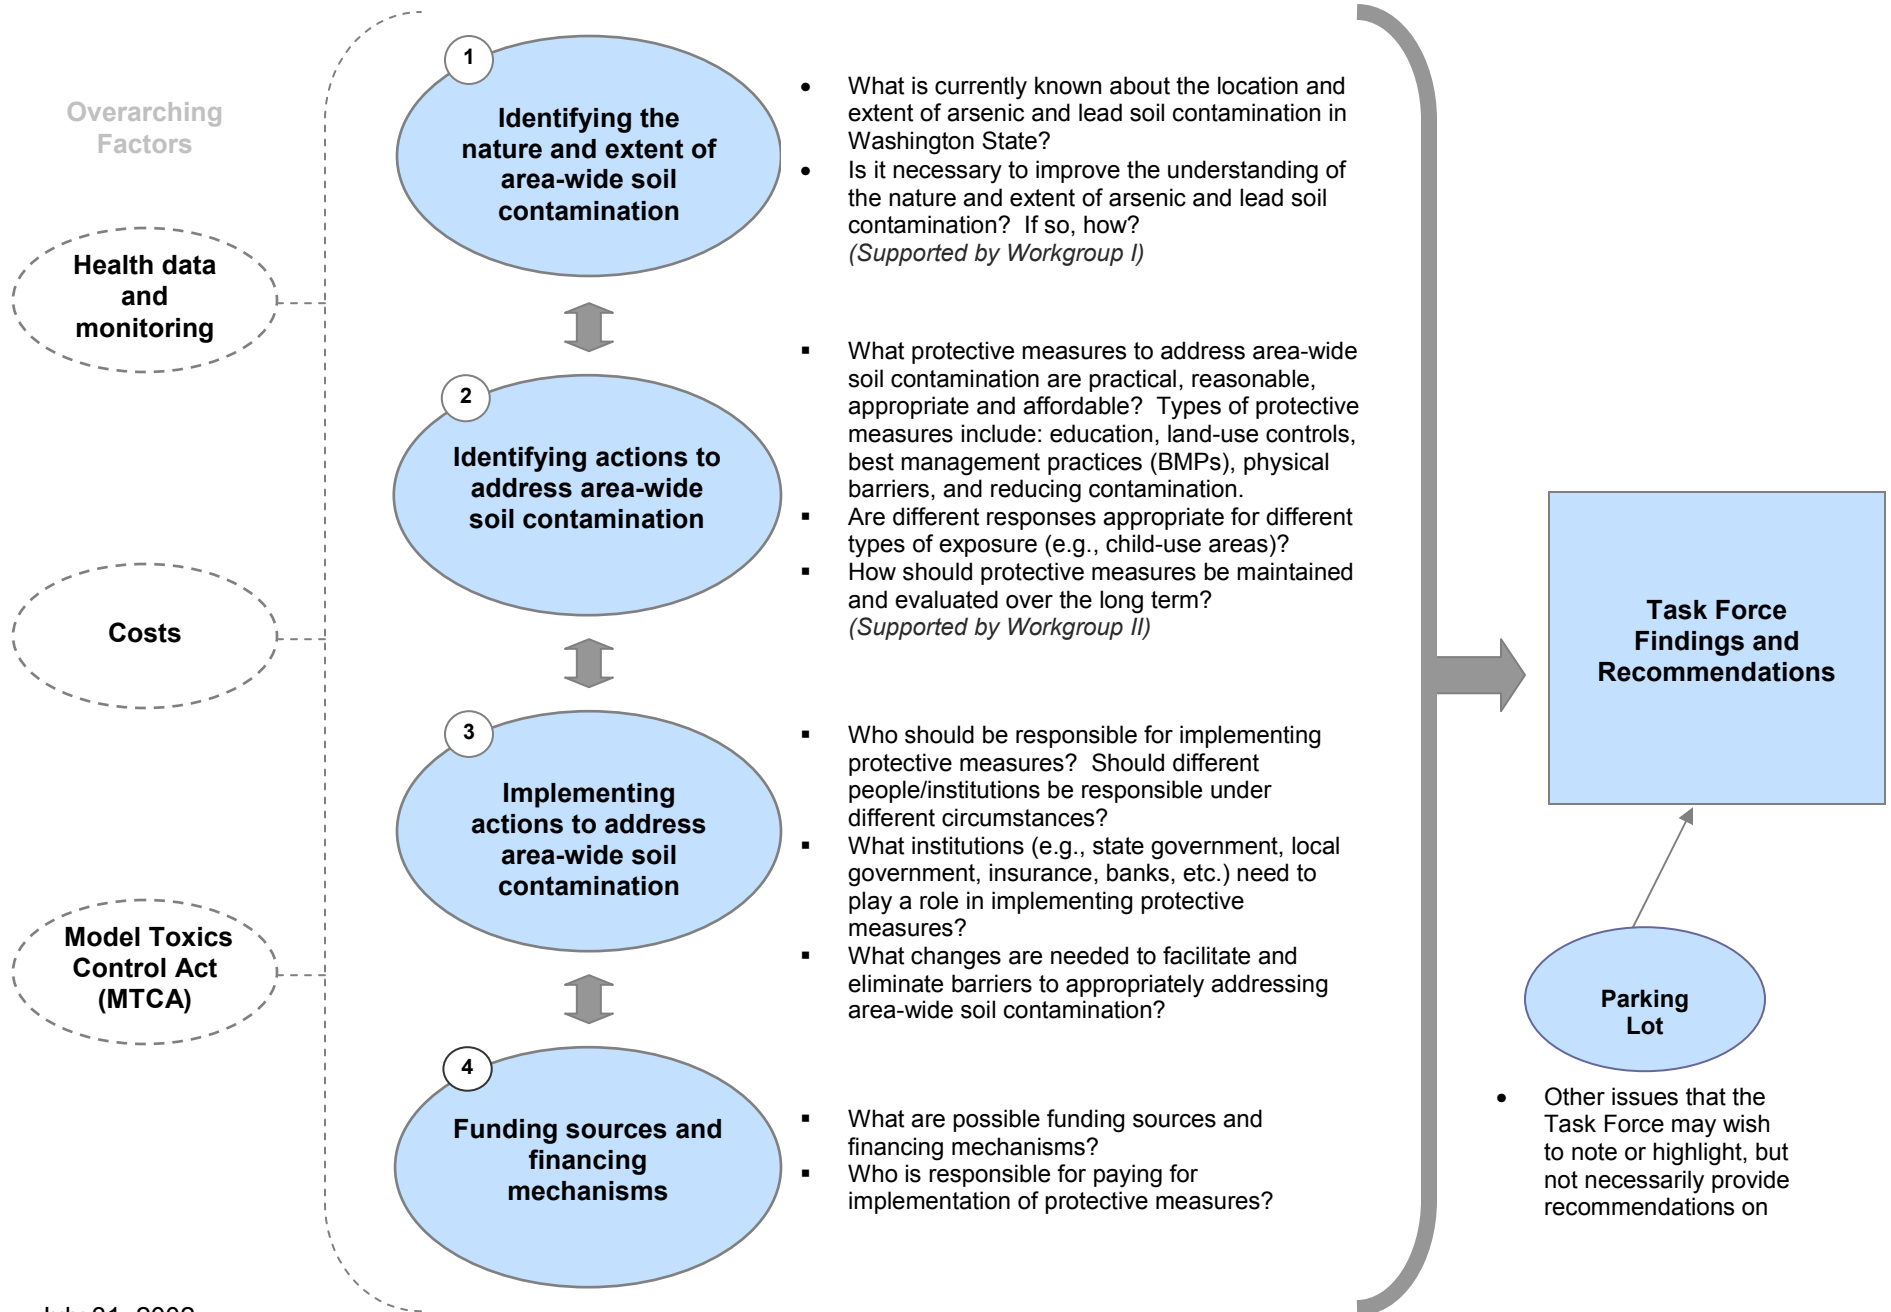 Overarching
Factors
Health data
and
monitoring
Costs
Model Toxics
Control Act
(MTCA)
1
Identifying the
nature and extent of
area-wide soil
contamination
• What is currently known about the location and
extent of arsenic and lead soil contamination in
Washington State?
• Is it necessary to improve the understanding of
the nature and extent of arsenic and lead soil
contamination? If so, how?
(Supported by Workgroup I)
2
Identifying actions to
address area-wide
soil contamination
▪ What protective measures to address area-wide
soil contamination are practical, reasonable,
appropriate and affordable? Types of protective
measures include: education, land-use controls,
best management practices (BMPs), physical
barriers, and reducing contamination.
▪ Are different responses appropriate for different
types of exposure (e.g., child-use areas)?
▪ How should protective measures be maintained
and evaluated over the long term?
(Supported by Workgroup II)
3
Implementing
actions to address
area-wide soil
contamination
▪ Who should be responsible for implementing
protective measures? Should different
people/institutions be responsible under
different circumstances?
▪ What institutions (e.g., state government, local
government, insurance, banks, etc.) need to
play a role in implementing protective
measures?
▪ What changes are needed to facilitate and
eliminate barriers to appropriately addressing
area-wide soil contamination?
4
Funding sources and
financing
mechanisms
▪ What are possible funding sources and
financing mechanisms?
▪ Who is responsible for paying for
implementation of protective measures?
Task Force
Findings and
Recommendations
Parking
Lot
• Other issues that the
Task Force may wish
to note or highlight, but
not necessarily provide
recommendations on